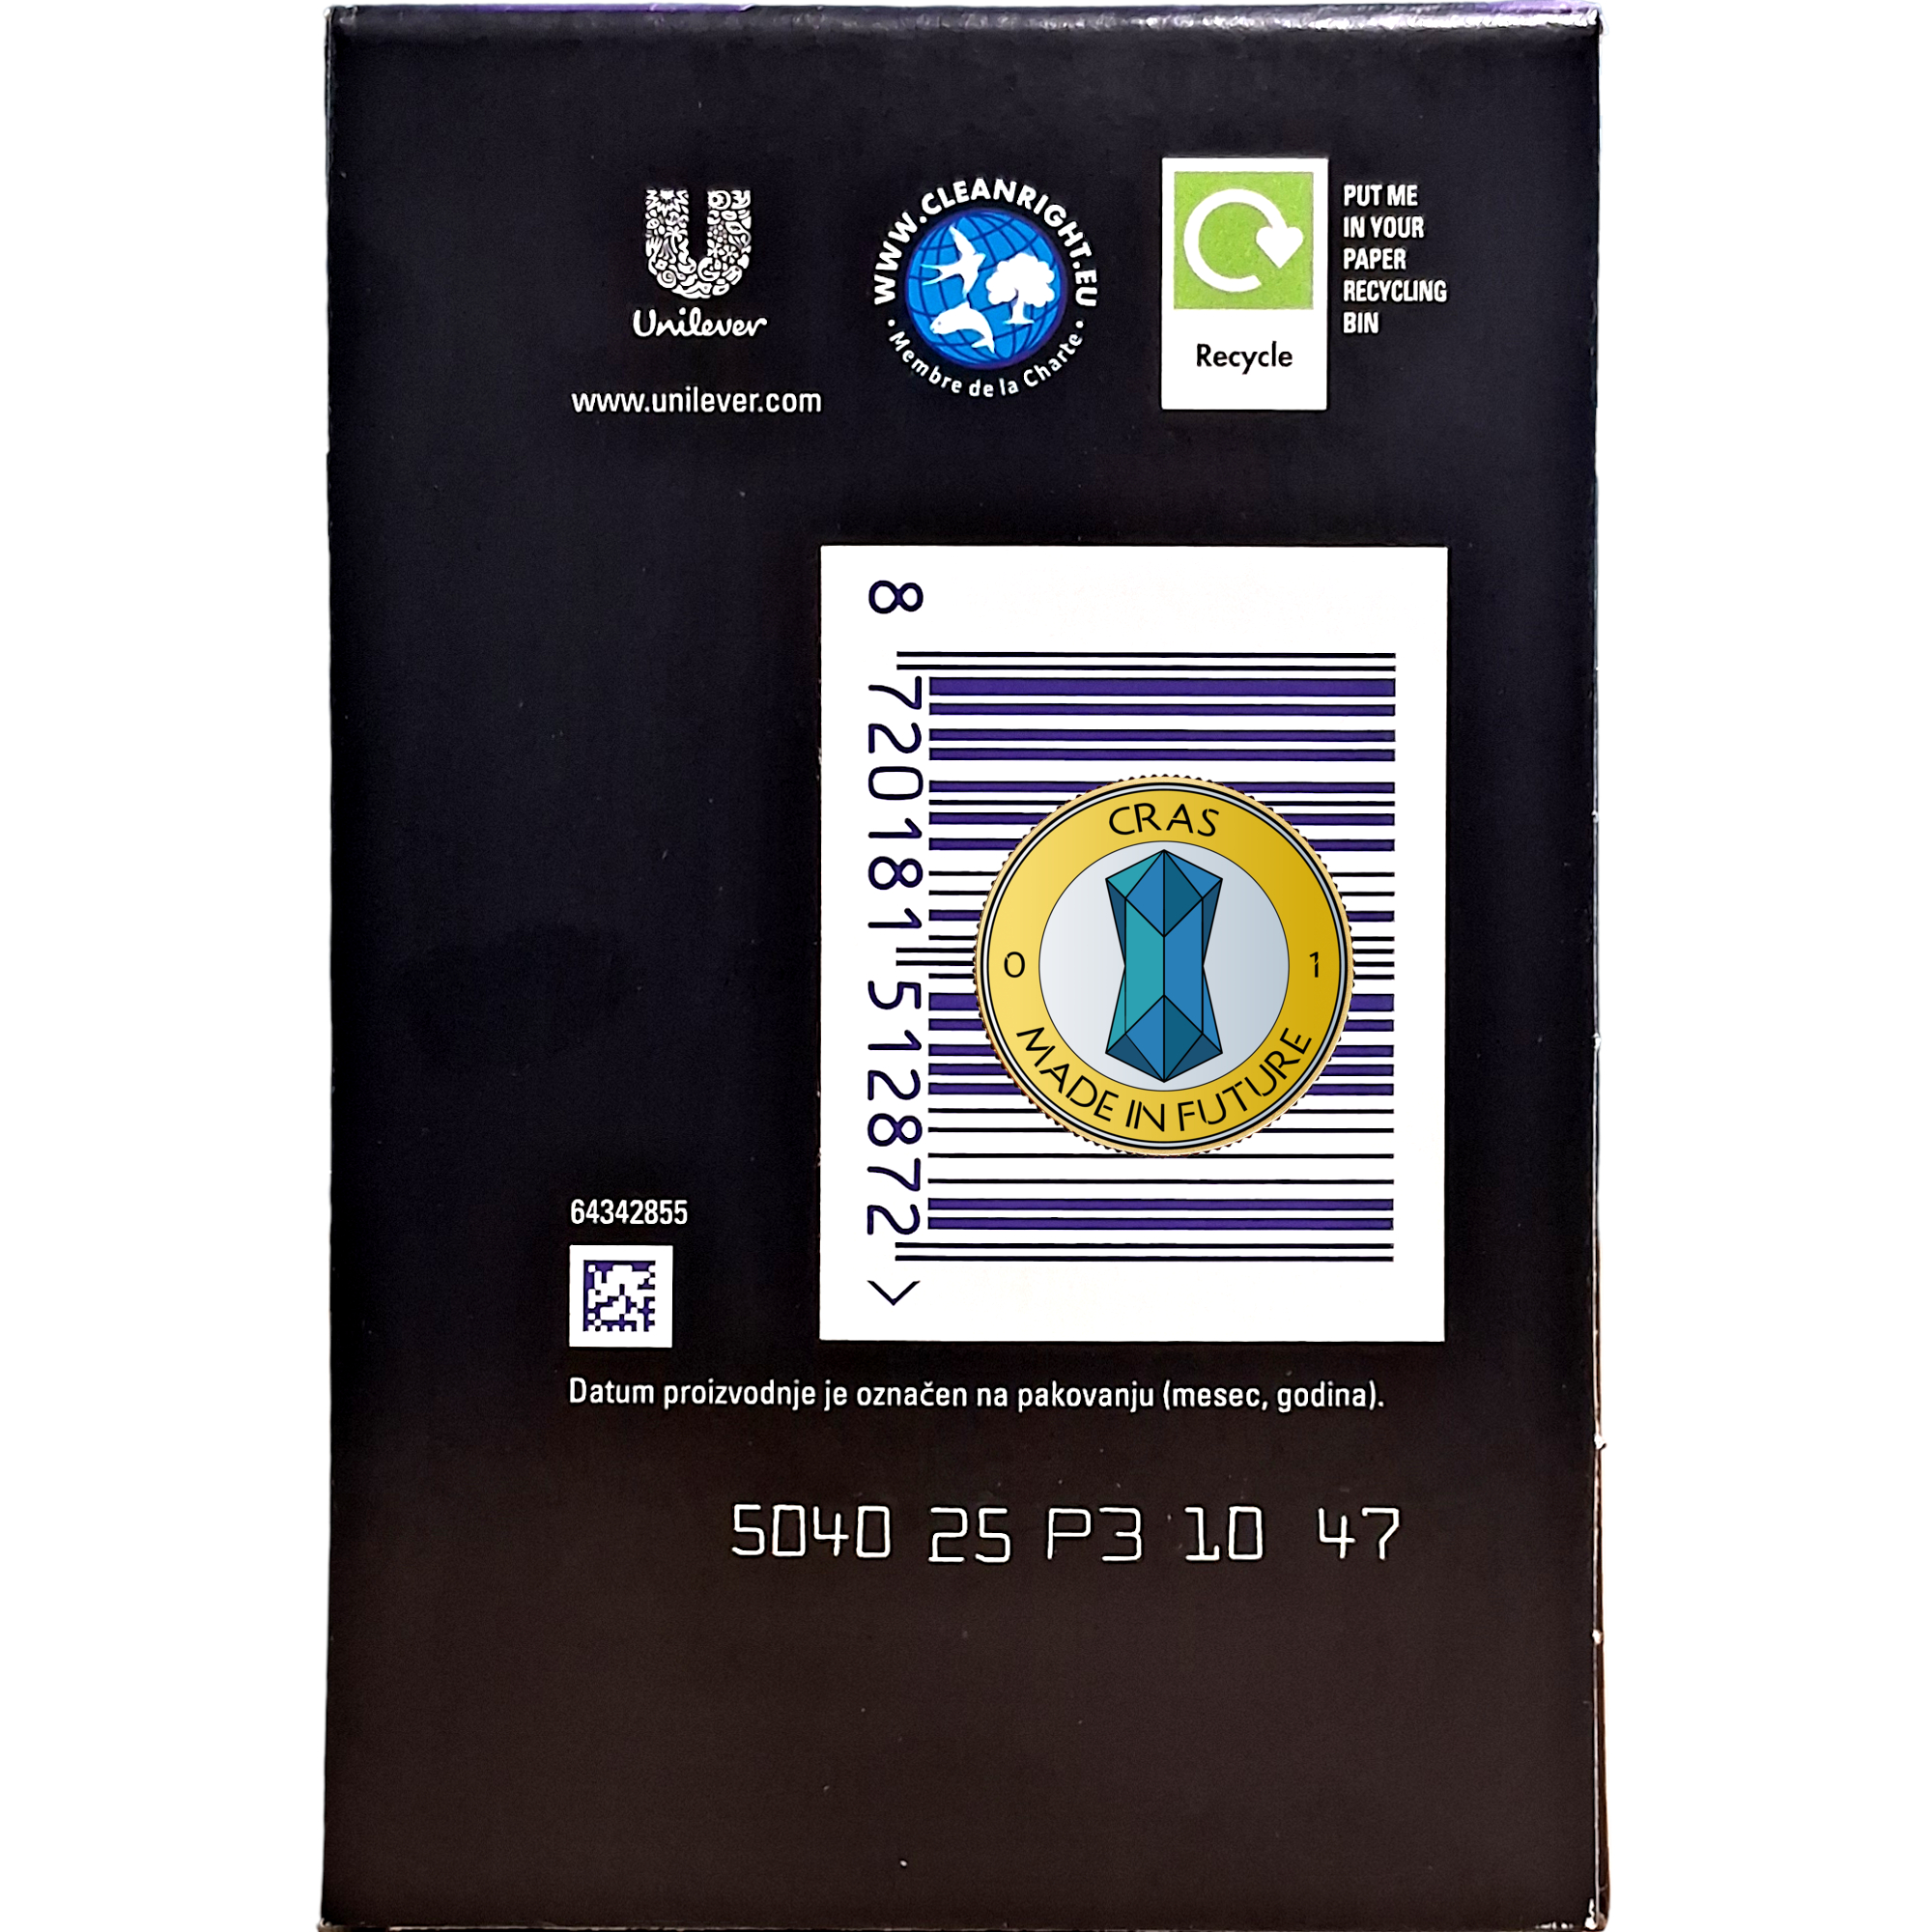 Unilever
www.unilever.com
WWW.CLEANRIGHT.EU
• Membre de la Charte •
Recycle
PUT ME
IN YOUR
PAPER
RECYCLING
BIN
8 720181 512872 >
CRAS
0 1
MADE IN FUTURE
64342855
Datum proizvodnje je označen na pakovanju (mesec, godina).
5040 25 P3 10 47